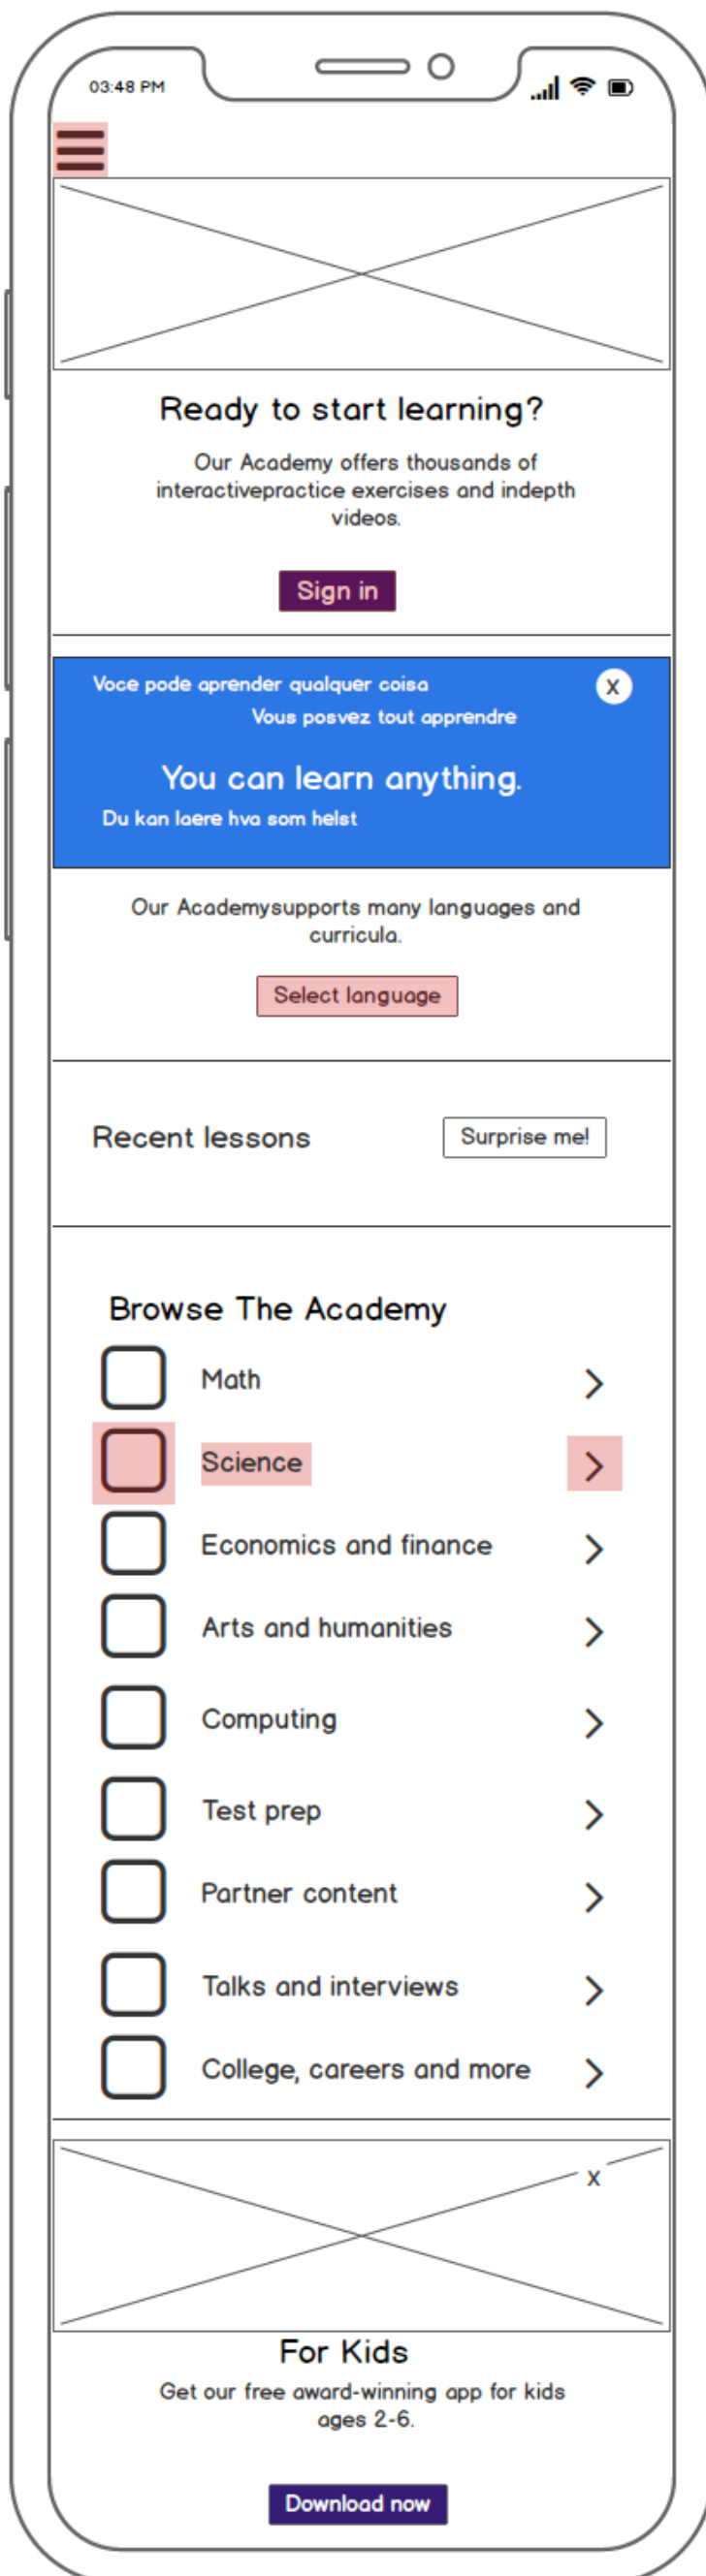 03:48 PM
Ready to start learning?
Our Academy offers thousands of
interactivepractice exercises and indepth
videos.
Sign in
Voce pode aprender qualquer coisa
X
Vous posvez tout apprendre
You can learn anything.
Du kan laere hva som helst
Our Academysupports many languages and
curricula.
Select language
Recent lessons
Surprise me!
Browse The Academy
Math
Science
Economics and finance
Arts and humanities
Computing
Test prep
Partner content
Talks and interviews
College, careers and more
X
For Kids
Get our free award-winning app for kids
ages 2-6.
Download now